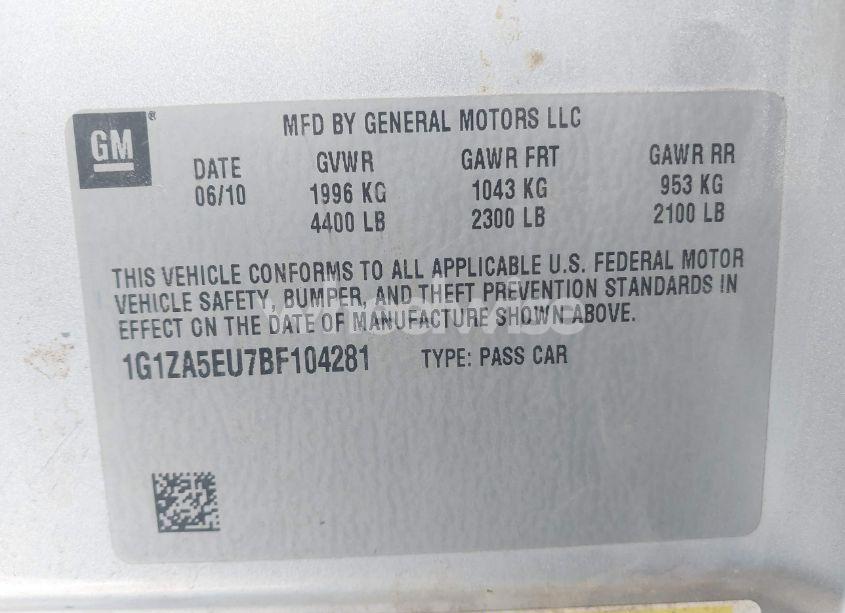 GM ®
MFD BY GENERAL MOTORS LLC
DATE GVWR GAWR FRT GAWR RR
06/10 1996 KG 1043 KG 953 KG
4400 LB 2300 LB 2100 LB
THIS VEHICLE CONFORMS TO ALL APPLICABLE U.S. FEDERAL MOTOR
VEHICLE SAFETY, BUMPER, AND THEFT PREVENTION STANDARDS IN
EFFECT ON THE DATE OF MANUFACTURE SHOWN ABOVE.
1G1ZA5EU7BF104281 TYPE: PASS CAR